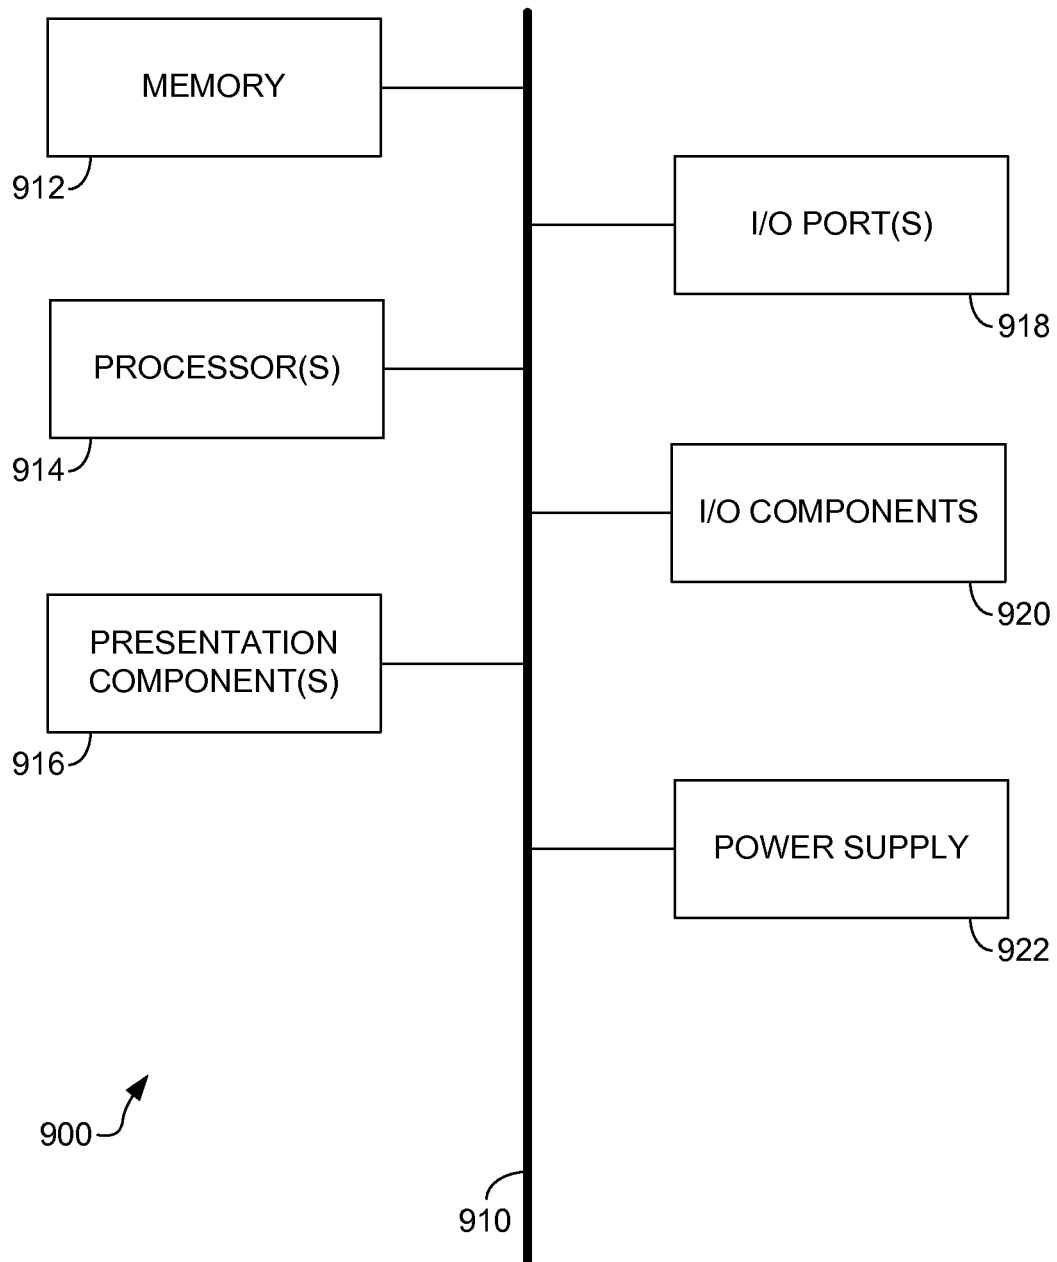 MEMORY
912
I/O PORT(S)
918
PROCESSOR(S)
914
I/O COMPONENTS
920
PRESENTATION
COMPONENT(S)
916
POWER SUPPLY
922
900
910